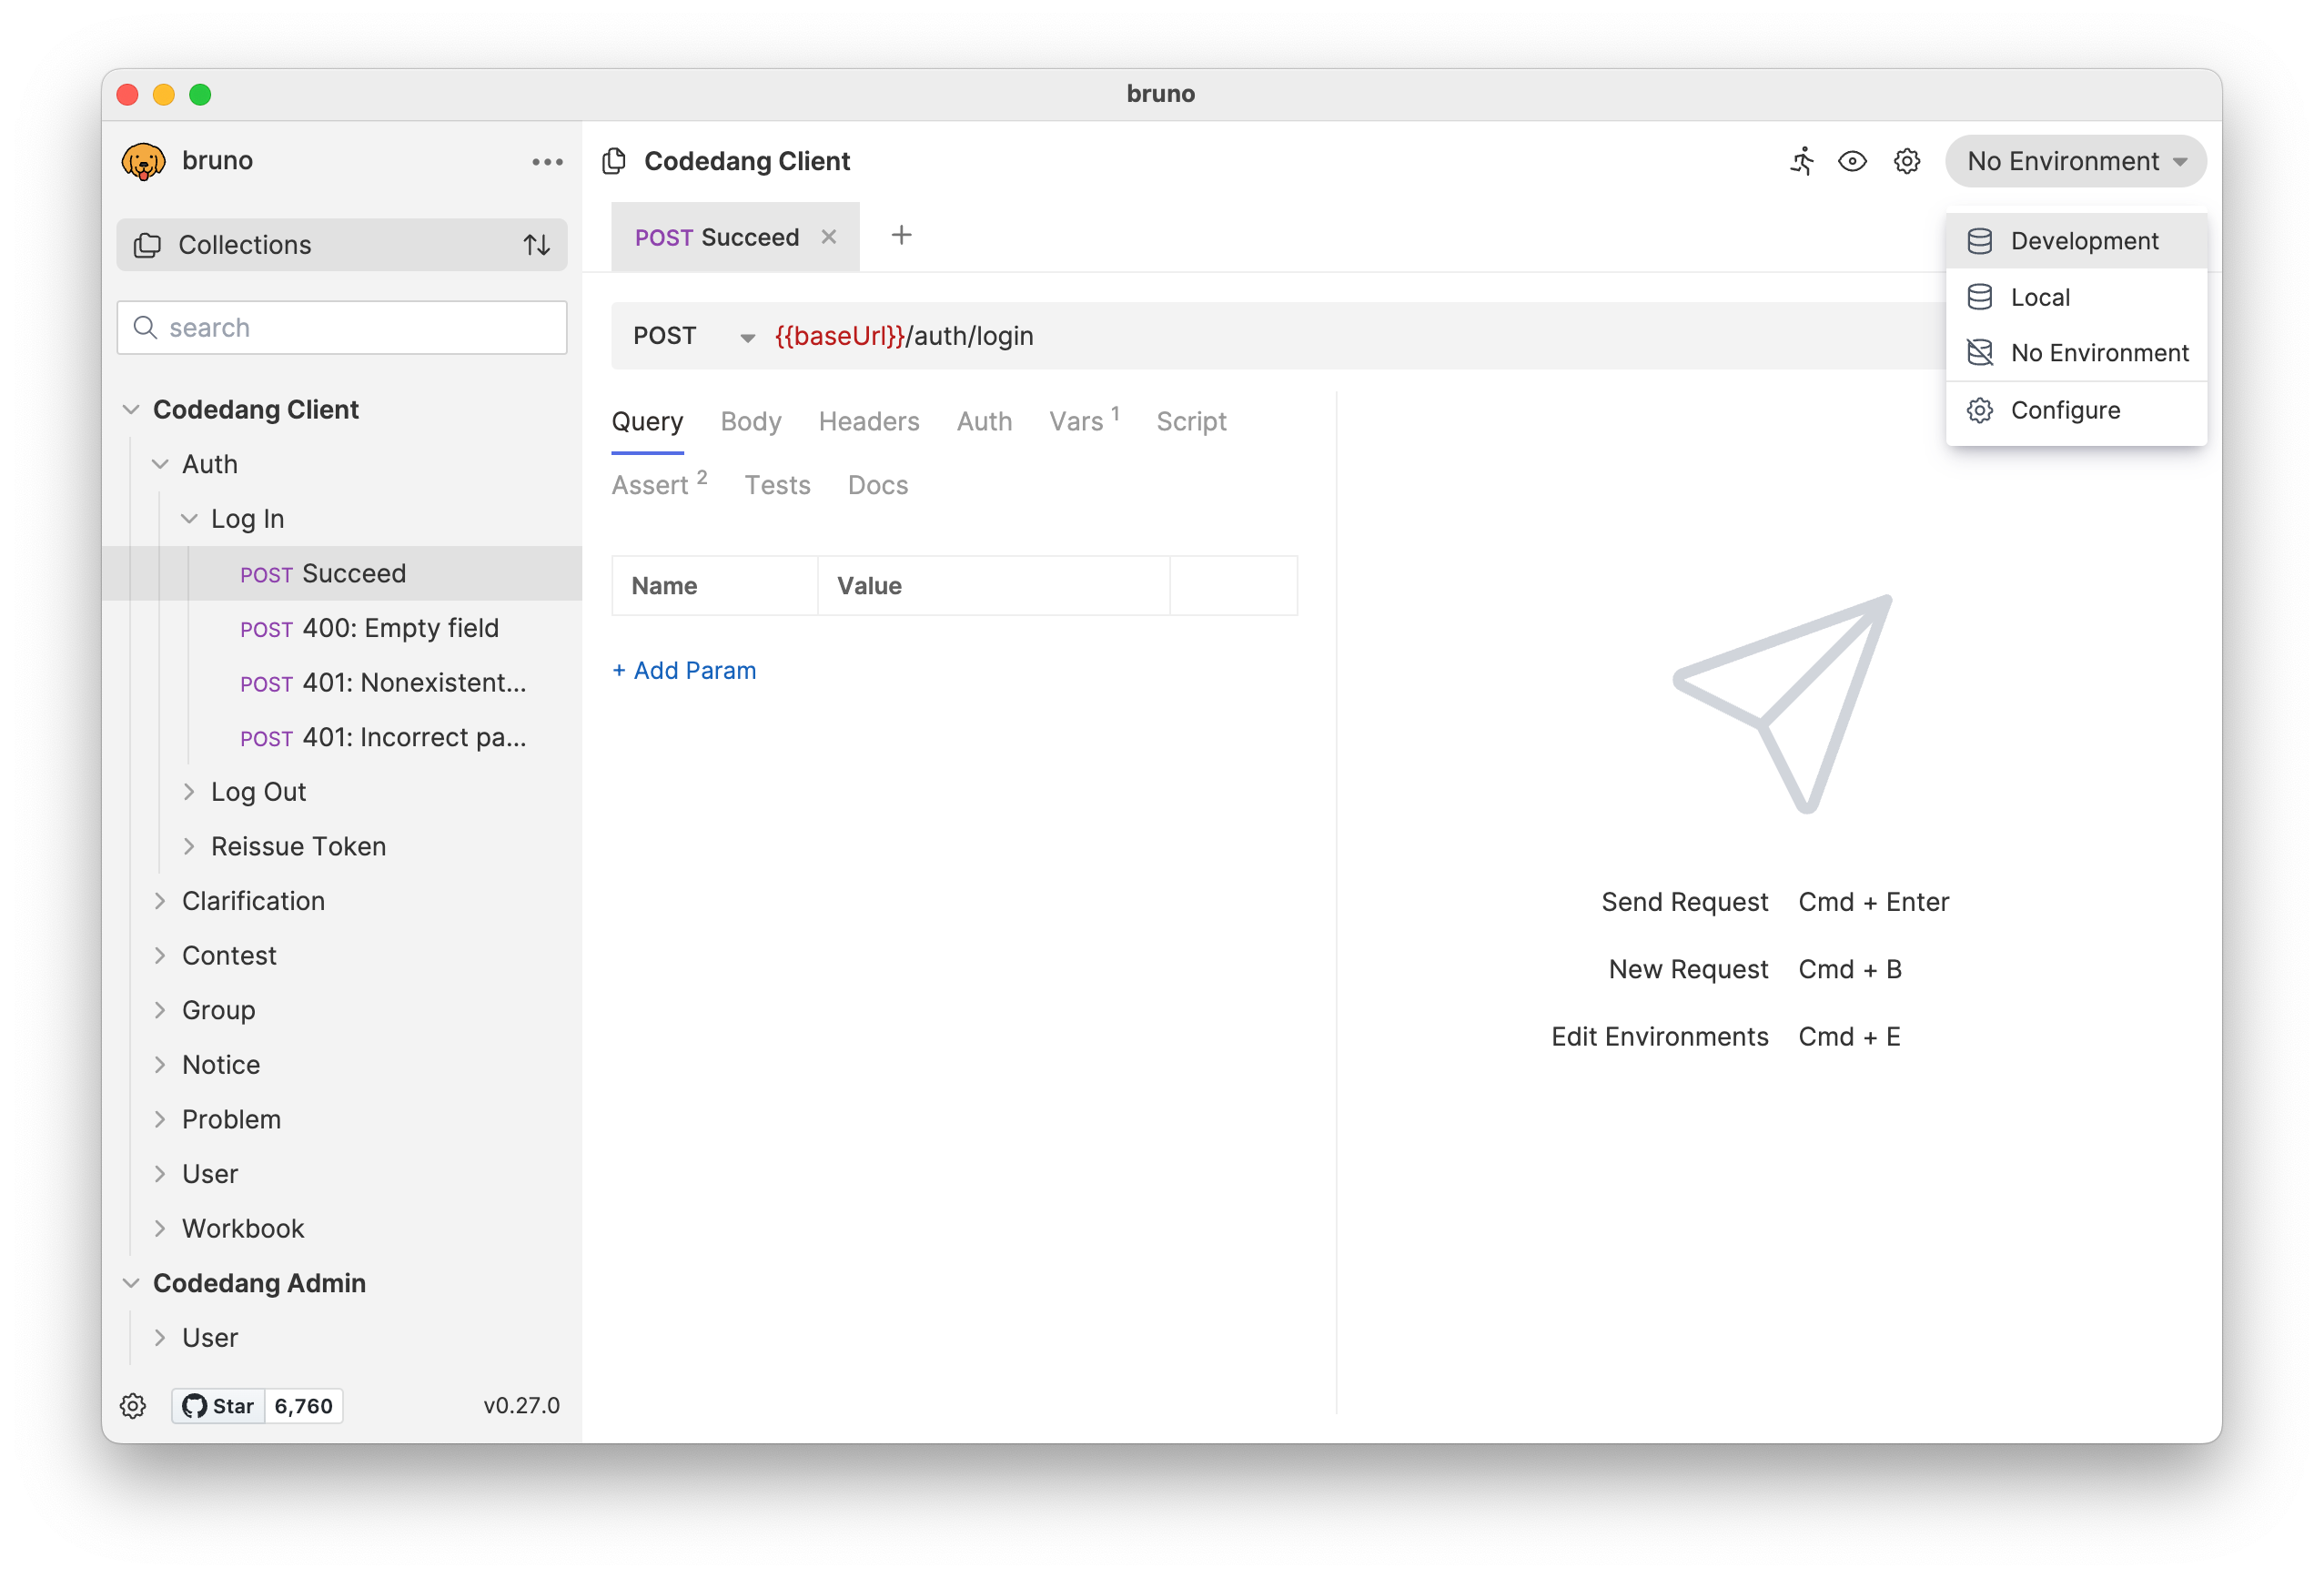 bruno
bruno
Collections
search
Codedang Client
Auth
Log In
POST Succeed
POST 400: Empty field
POST 401: Nonexistent...
POST 401: Incorrect pa...
Log Out
Reissue Token
Clarification
Contest
Group
Notice
Problem
User
Workbook
Codedang Admin
User
Star 6,760 v0.27.0
Codedang Client
No Environment
POST Succeed
POST {{baseUrl}}/auth/login
Query Body Headers Auth Vars 1 Script
Assert 2 Tests Docs
Name Value
+ Add Param
Development
Local
No Environment
Configure
Send Request Cmd + Enter
New Request Cmd + B
Edit Environments Cmd + E